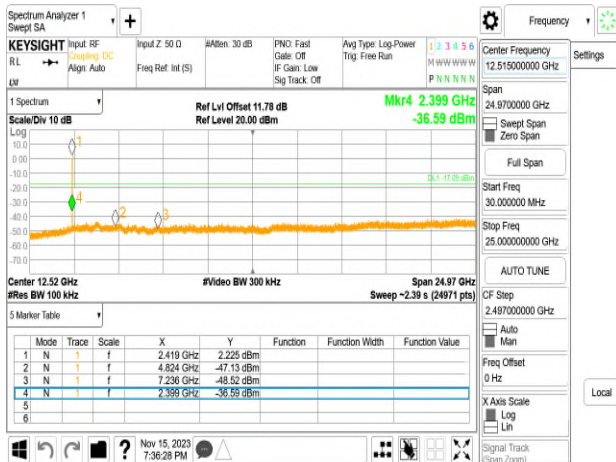 Spectrum Analyzer 1
Swept SA
Frequency
KEYSIGHT
RL
Input: RF
Coupling: DC
Align: Auto
Input Z: 50 Ω
Freq Ref: Int (S)
#Atten: 30 dB
PNO: Fast
Gate: Off
IF Gain: Low
Sig Track: Off
Avg Type: Log-Power
Trig: Free Run
1 2 3 4 5 6
M W W W W W
P N N N N N
Center Frequency
12.515000000 GHz
Settings
Span
24.9700000 GHz
Swept Span
Zero Span
Full Span
Start Freq
30.000000 MHz
Stop Freq
25.000000000 GHz
AUTO TUNE
CF Step
2.497000000 GHz
Auto
Man
Freq Offset
0 Hz
X Axis Scale
Log
Lin
Signal Track
(Span Zoom)
Local
1 Spectrum
Scale/Div 10 dB
Ref Lvl Offset 11.78 dB
Ref Level 20.00 dBm
Mkr4 2.399 GHz
-36.59 dBm
Log
10.0
0.00
-10.0
-20.0
-30.0
-40.0
-50.0
-60.0
-70.0
1
4
2
3
Center 12.52 GHz
#Res BW 100 kHz
#Video BW 300 kHz
Span 24.97 GHz
Sweep ~2.39 s (24971 pts)
5 Marker Table
Mode Trace Scale X Y Function Function Width Function Value
1 N 1 f 2.419 GHz 2.225 dBm
2 N 1 f 4.824 GHz -47.13 dBm
3 N 1 f 7.236 GHz -48.52 dBm
4 N 1 f 2.399 GHz -36.59 dBm
5
6
?
Nov 15, 2023
7:36:28 PM